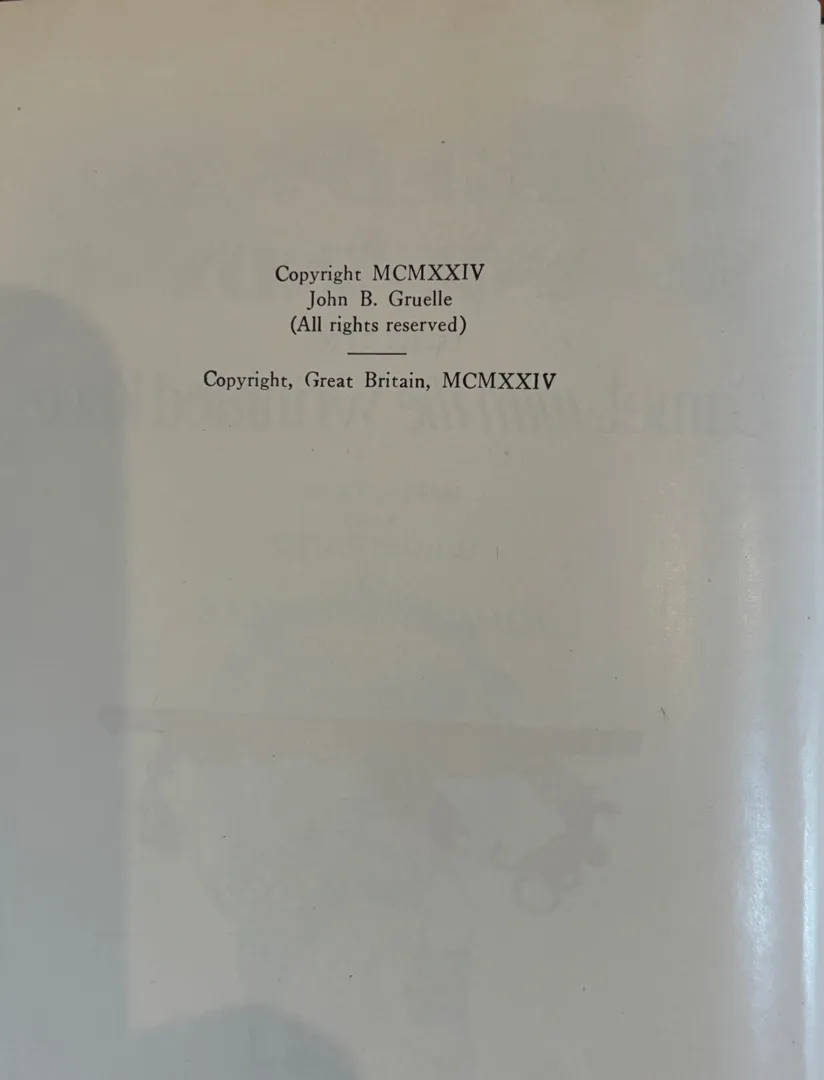 Copyright MCMXXIV
John B. Gruelle
(All rights reserved)
Copyright, Great Britain, MCMXXIV